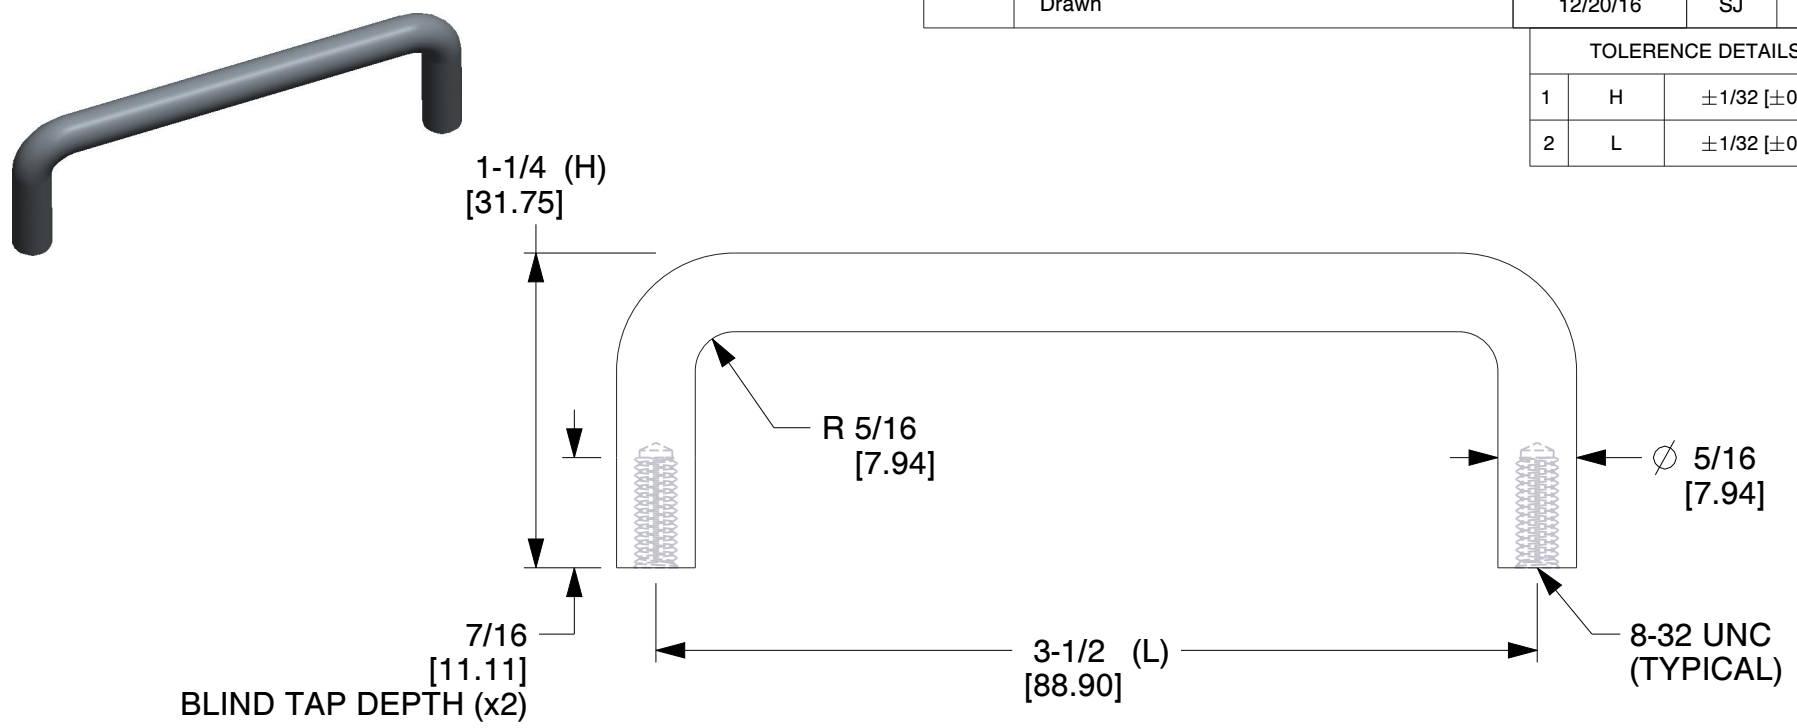 Drawn 12/20/16 SJ
TOLERENCE DETAILS
1 H ±1/32 [±0
2 L ±1/32 [±0
1-1/4 (H)
[31.75]
R 5/16
[7.94]
Ø 5/16
[7.94]
7/16
[11.11]
BLIND TAP DEPTH (x2)
3-1/2 (L)
[88.90]
8-32 UNC
(TYPICAL)